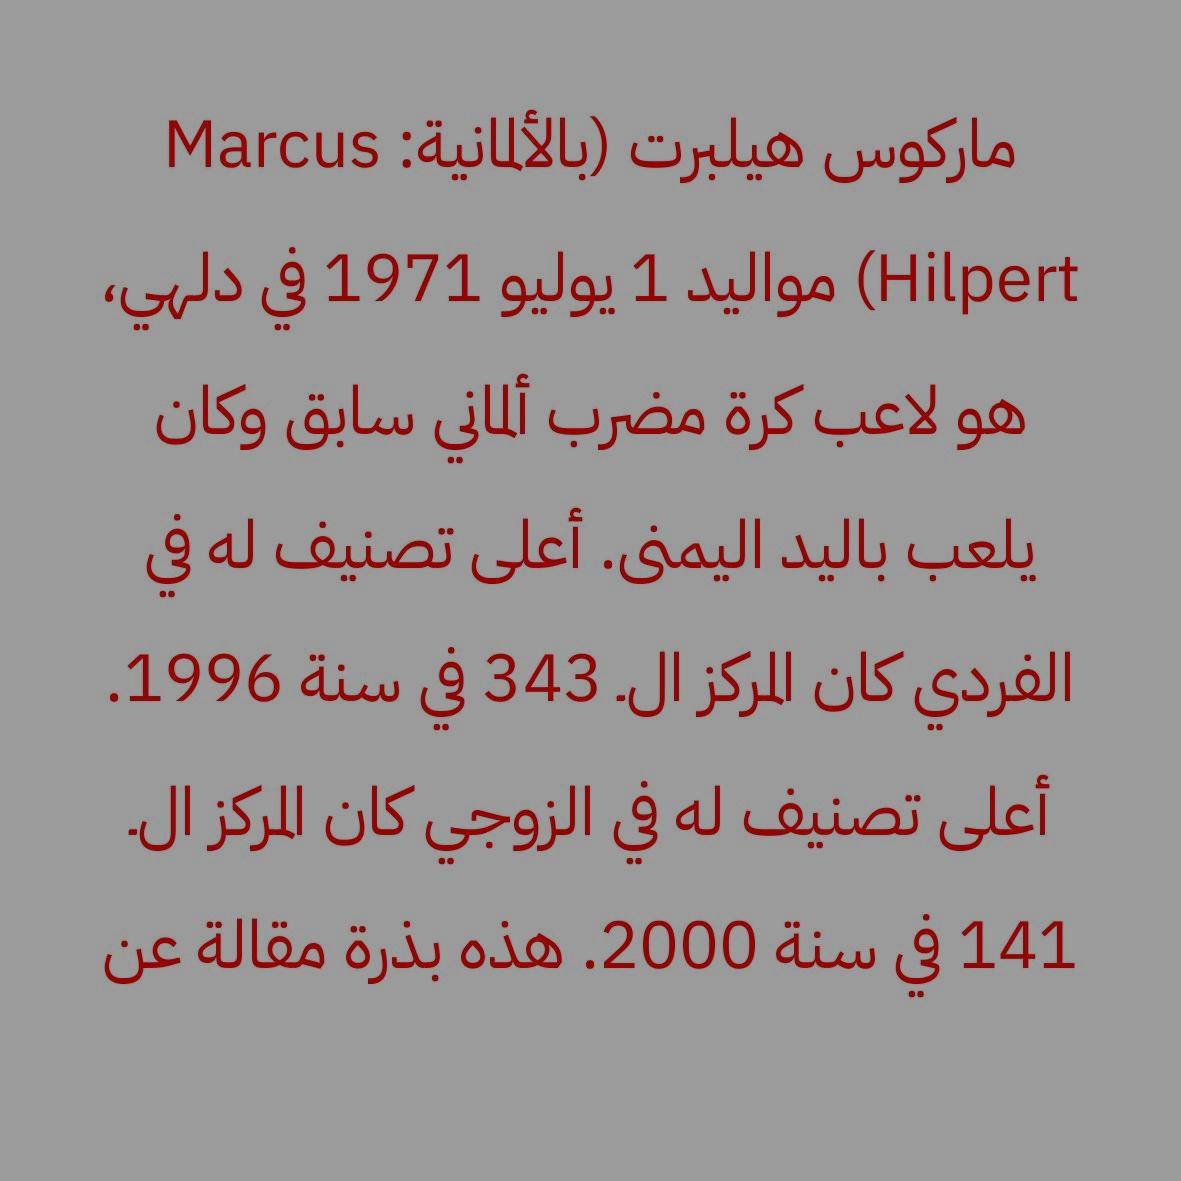 ماركوس هيلبرت (بالألمانية: Marcus
Hilpert) مواليد 1 يوليو 1971 في دلهي،
هو لاعب كرة مضرب ألماني سابق وكان
يلعب باليد اليمنى. أعلى تصنيف له في
الفردي كان المركز الـ 343 في سنة 1996.
أعلى تصنيف له في الزوجي كان المركز الـ
141 في سنة 2000. هذه بذرة مقالة عن